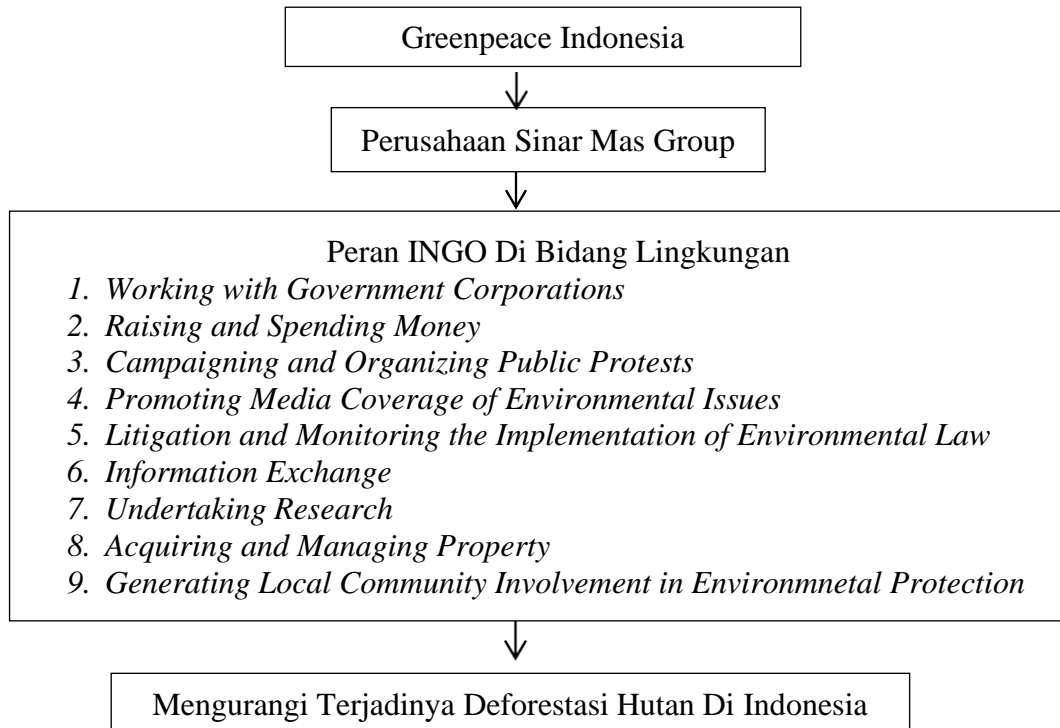 Greenpeace Indonesia
Perusahaan Sinar Mas Group
Peran INGO Di Bidang Lingkungan
1. Working with Government Corporations
2. Raising and Spending Money
3. Campaigning and Organizing Public Protests
4. Promoting Media Coverage of Environmental Issues
5. Litigation and Monitoring the Implementation of Environmental Law
6. Information Exchange
7. Undertaking Research
8. Acquiring and Managing Property
9. Generating Local Community Involvement in Environmnetal Protection
Mengurangi Terjadinya Deforestasi Hutan Di Indonesia